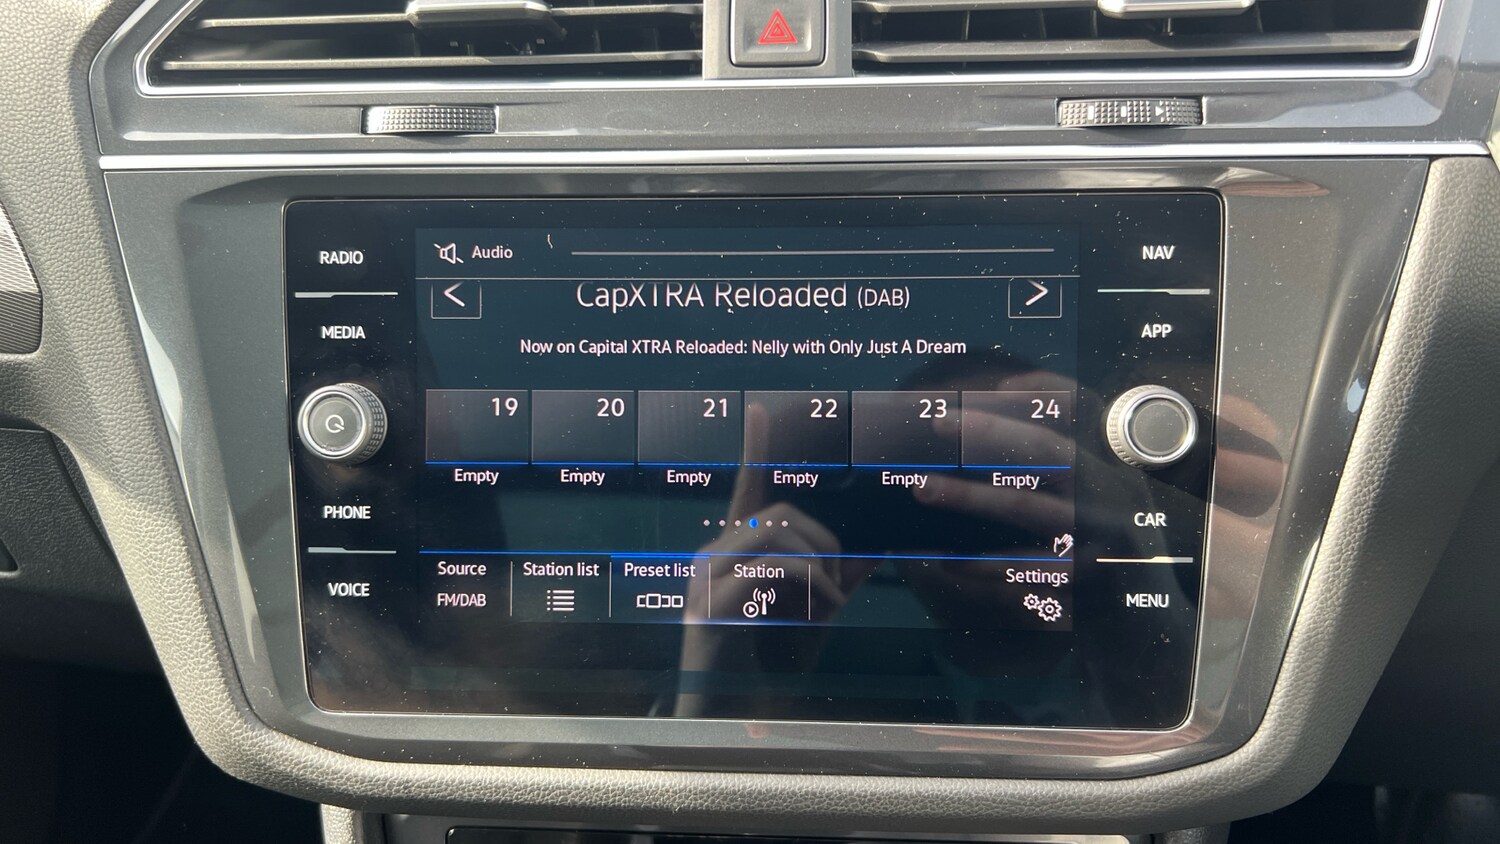 RADIO
MEDIA
PHONE
VOICE
Audio
CapXTRA Reloaded (DAB)
Now on Capital XTRA Reloaded: Nelly with Only Just A Dream
19 20 21 22 23 24
Empty Empty Empty Empty Empty Empty
Source Station list Preset list Station Settings
FM/DAB
NAV
APP
CAR
MENU